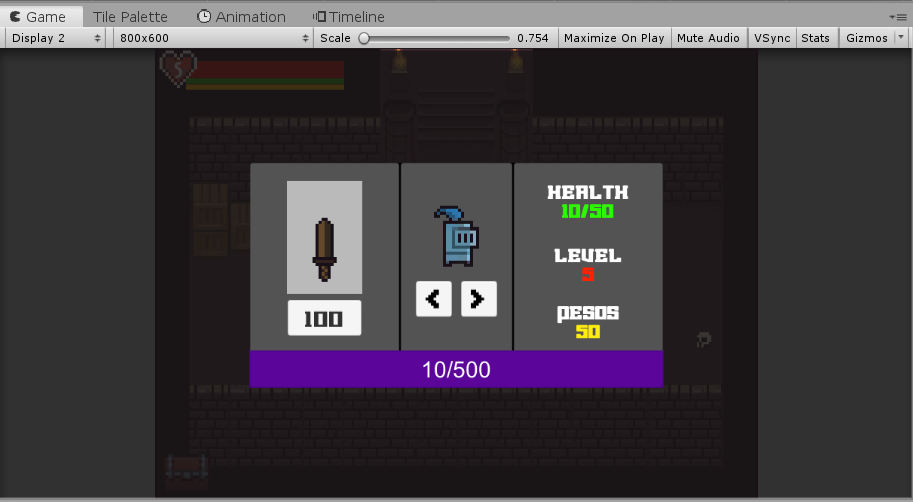 Game Tile Palette Animation Timeline
Display 2 800x600 Scale 0.754 Maximize On Play Mute Audio VSync Stats Gizmos
5
HEALTH
10/50
LEVEL
5
100
PESOS
50
10/500